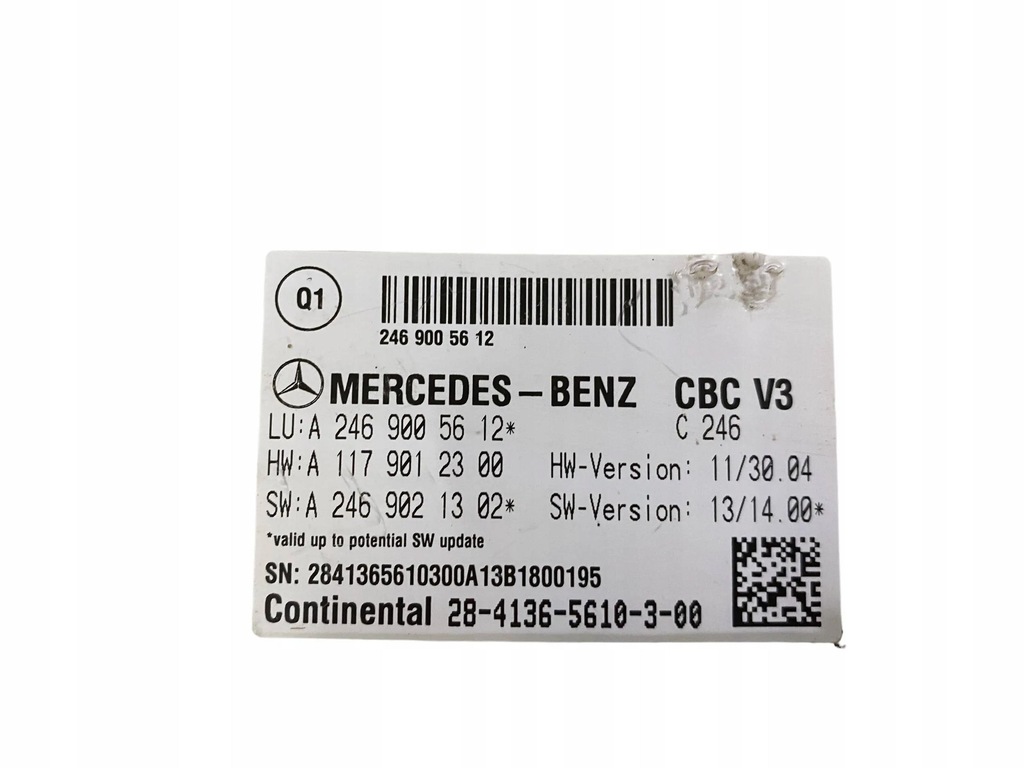 Q1
246 900 56 12
MERCEDES-BENZ CBC V3
LU:A 246 900 56 12* C 246
HW:A 117 901 23 00 HW-Version: 11/30.04
SW:A 246 902 13 02* SW-Version: 13/14.00*
*valid up to potential SW update
SN: 2841365610300A13B1800195
Continental 28-4136-5610-3-00